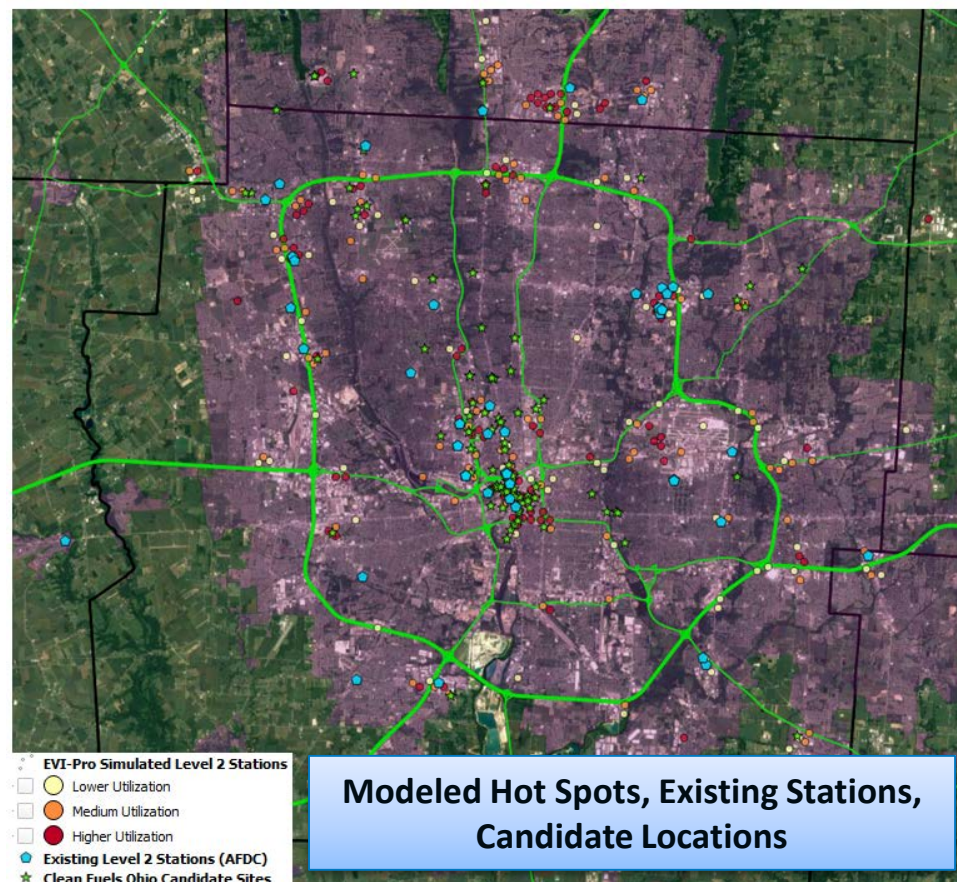 EVI-Pro Simulated Level 2 Stations
Lower Utilization
Medium Utilization
Higher Utilization
Existing Level 2 Stations (AFDC)
Clean Fuels Ohio Candidate Sites
Modeled Hot Spots, Existing Stations,
Candidate Locations